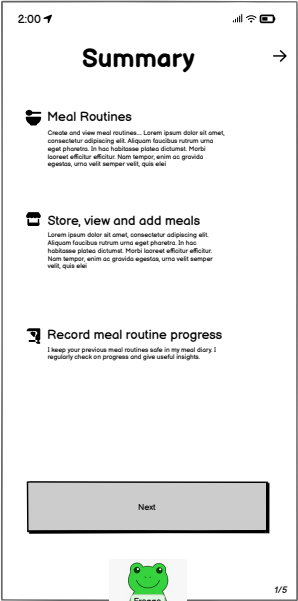 2:00
Summary
Meal Routines
Create and view meal routines... Lorem ipsum dolor sit amet,
consectetur adipiscing elit. Aliquam faucibus rutrum urna
eget pharetra. In hac habitasse platea dictumst. Morbi
laoreet efficitur efficitur. Nam tempor, enim ac gravida
egestas, urna velit semper velit, quis elei
Store, view and add meals
Lorem ipsum dolor sit amet, consectetur adipiscing elit.
Aliquam faucibus rutrum urna eget pharetra. In hac
habitasse platea dictumst. Morbi laoreet efficitur efficitur.
Nam tempor, enim ac gravida egestas, urna velit semper
velit, quis elei
Record meal routine progress
I keep your previous meal routines safe in my meal diary. I
regularly check on progress and give useful insights.
Next
1/5